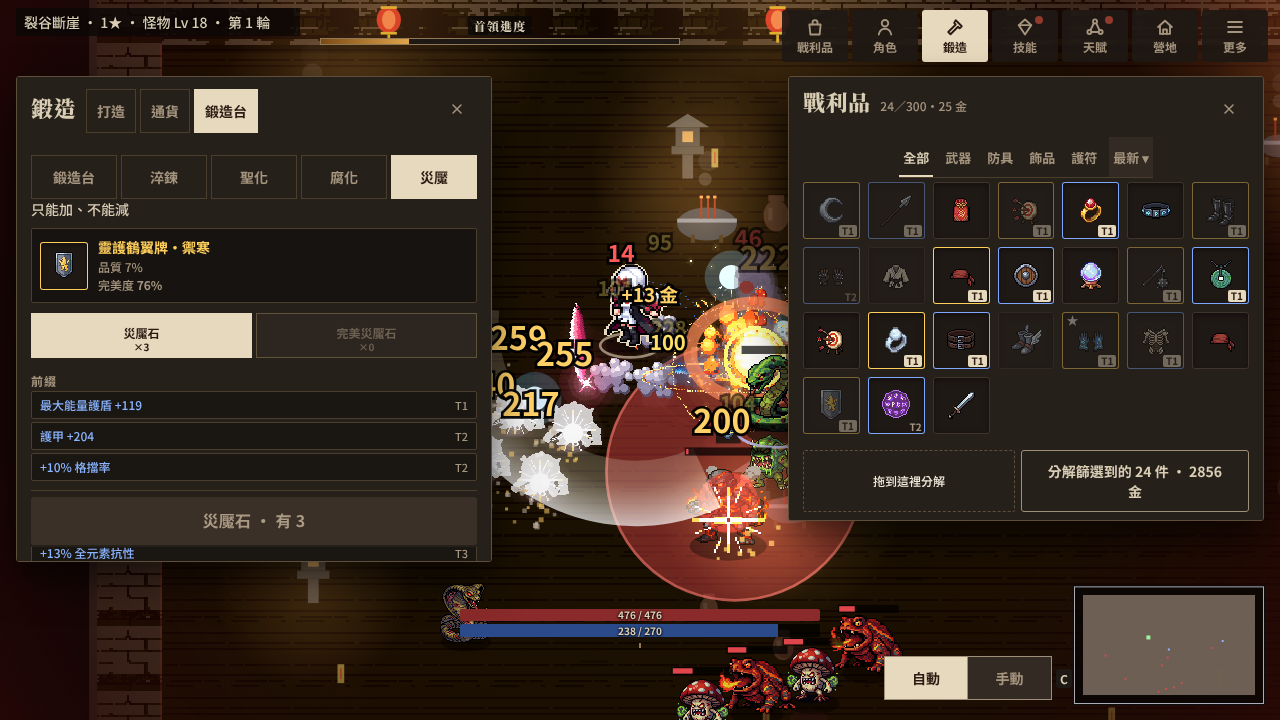 裂谷斷崖 · 1★ · 怪物 Lv 18 · 第 1 輪
首領進度
戰利品
角色
鍛造
技能
天賦
營地
更多
鍛造
打造
通貨
鍛造台
×
鍛造台
淬鍊
聖化
腐化
災魘
只能加、不能減
靈護鶴翼牌·禦寒
品質 7%
完美度 76%
災魘石
×3
完美災魘石
×0
前綴
最大能量護盾 +119
T1
護甲 +204
T2
+10% 格擋率
T2
災魘石 · 有 3
+13% 全元素抗性
T3
戰利品
24／300·25 金
×
全部
武器
防具
飾品
護符
最新▾
T1
T1
T1
T1
T1
T1
T2
T1
T1
T1
T1
T1
T1
T1
T1
T1
T2
拖到這裡分解
分解篩選到的 24 件 · 2856
金
14
95
46
222
+13金
228
100
259
255
217
200
104
476 / 476
238 / 270
自動
手動
C